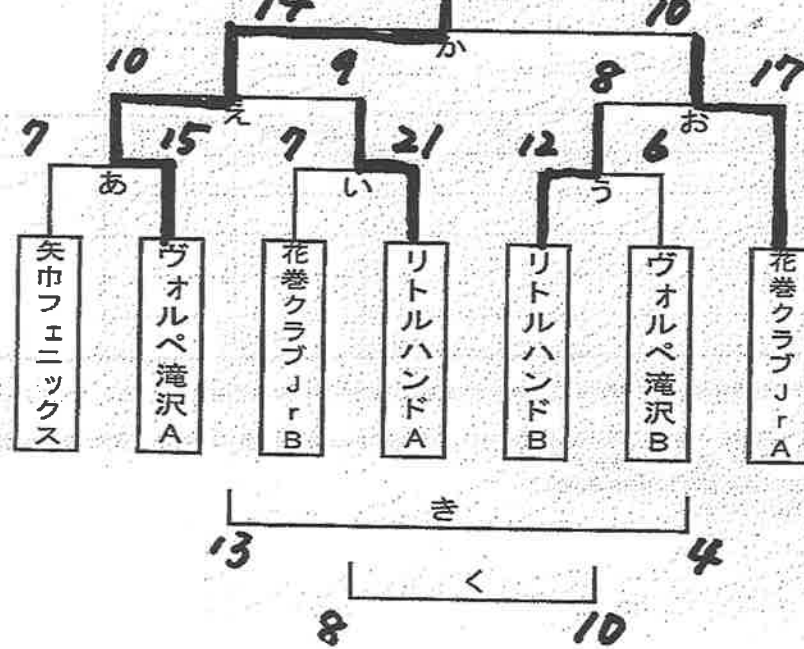 14 10
か
10 9 8 17
え お
7 15 7 21 12 6
あ い う
矢巾フェニックス
ヴォルペ滝沢A
花巻クラブJrB
リトルハンドA
リトルハンドB
ヴォルペ滝沢B
花巻クラブJrA
き
13 4
く
8 10